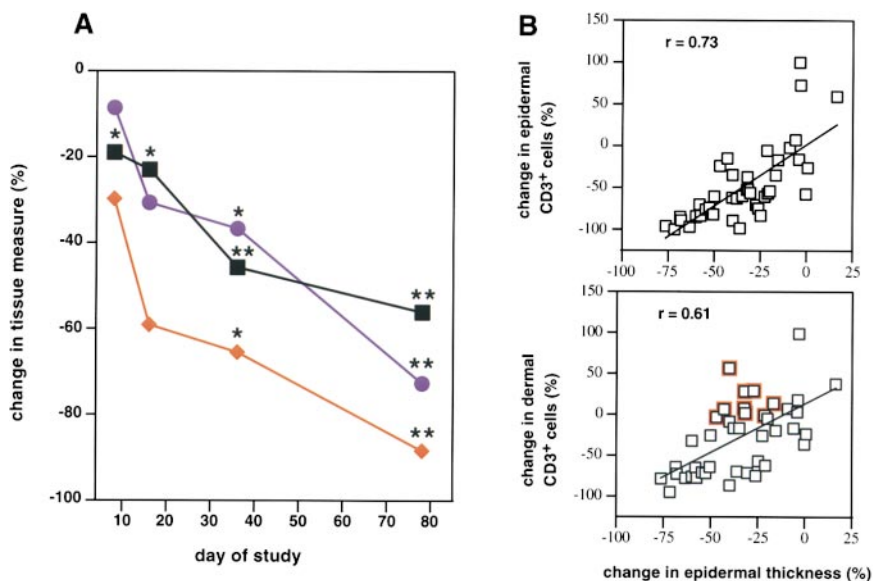 A
0
-20
-40
-60
-80
-100
change in tissue measure (%)
*
*
*
**
*
**
**
**
10 20 30 40 50 60 70 80
day of study
B
r = 0.73
150
100
50
0
-50
-100
change in epidermal
CD3+ cells (%)
-100 -75 -50 -25 0 25
r = 0.61
150
100
50
0
-50
-100
change in dermal
CD3+ cells (%)
-100 -75 -50 -25 0 25
change in epidermal thickness (%)